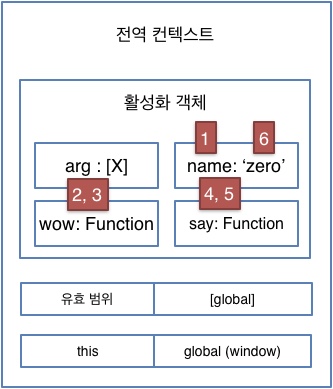 전역 컨텍스트
활성화 객체
1
6
arg : [X]
name: ‘zero’
2, 3
4, 5
wow: Function
say: Function
유효 범위
[global]
this
global (window)